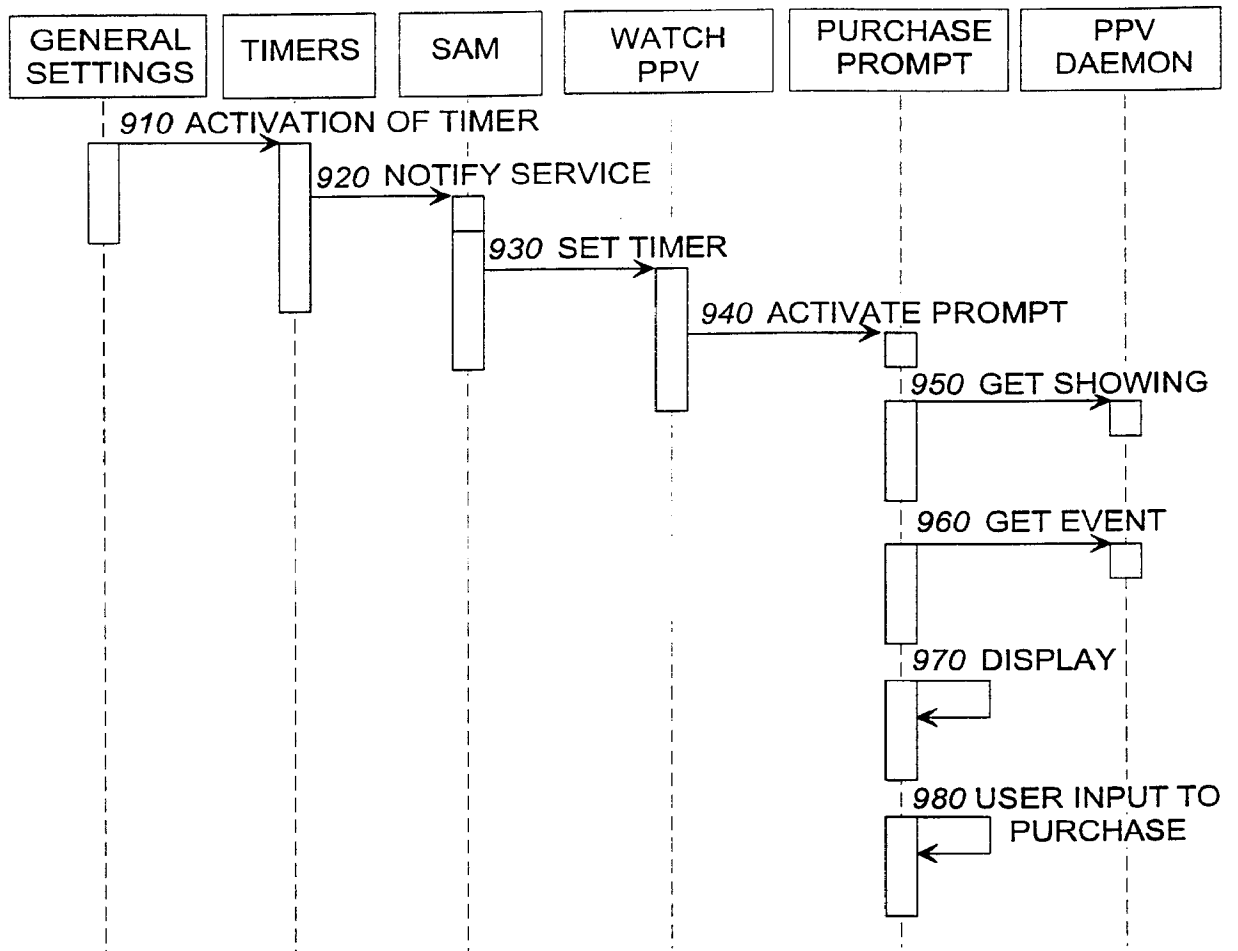 GENERAL
SETTINGS
TIMERS
SAM
WATCH
PPV
PURCHASE
PROMPT
PPV
DAEMON
910 ACTIVATION OF TIMER
920 NOTIFY SERVICE
930 SET TIMER
940 ACTIVATE PROMPT
950 GET SHOWING
960 GET EVENT
970 DISPLAY
980 USER INPUT TO
PURCHASE